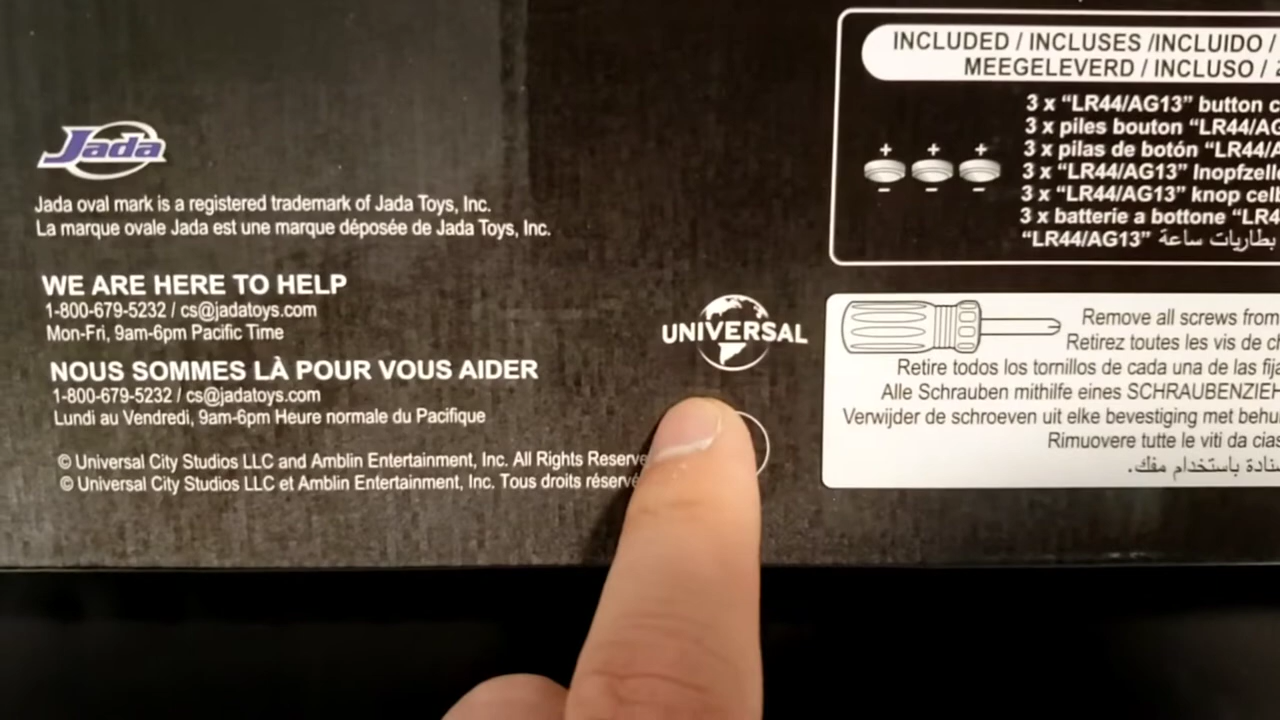 Jada
Jada oval mark is a registered trademark of Jada Toys, Inc.
La marque ovale Jada est une marque déposée de Jada Toys, Inc.
WE ARE HERE TO HELP
1-800-679-5232 / cs@jadatoys.com
Mon-Fri, 9am-6pm Pacific Time
NOUS SOMMES LÀ POUR VOUS AIDER
1-800-679-5232 / cs@jadatoys.com
Lundi au Vendredi, 9am-6pm Heure normale du Pacifique
© Universal City Studios LLC and Amblin Entertainment, Inc. All Rights Reserve
© Universal City Studios LLC et Amblin Entertainment, Inc. Tous droits réservé
UNIVERSAL
INCLUDED / INCLUSES /INCLUIDO /
MEEGELEVERD / INCLUSO /
+ + +
- - -
3 x “LR44/AG13” button c
3 x piles bouton “LR44/AG
3 x pilas de botón “LR44/A
3 x “LR44/AG13” Inopfzelle
3 x “LR44/AG13” knop cell
3 x batterie a bottone “LR4
بطاريات ساعة “LR44/AG13”
Remove all screws from
Retirez toutes les vis de ch
Retire todos los tornillos de cada una de las fija
Alle Schrauben mithilfe eines SCHRAUBENZIEH
Verwijder de schroeven uit elke bevestiging met behu
Rimuovere tutte le viti da cias
باستخدام مفك.